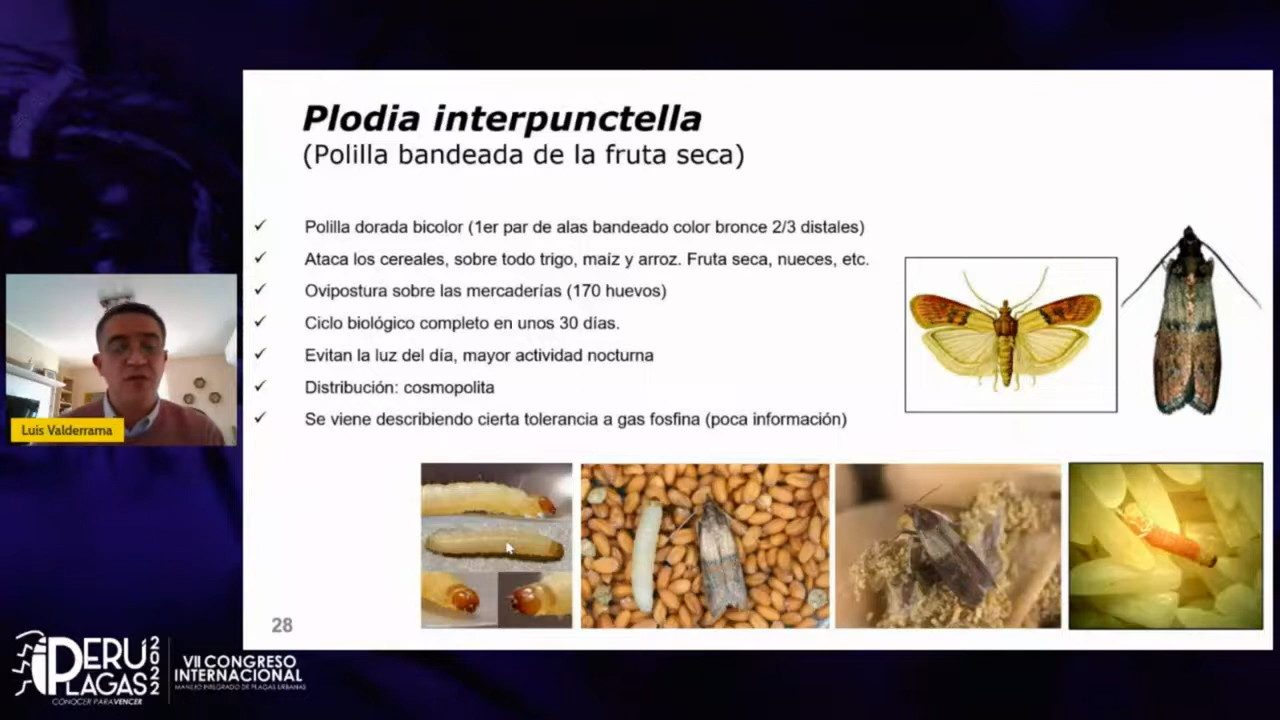 Plodia interpunctella
(Polilla bandeada de la fruta seca)
Polilla dorada bicolor (1er par de alas bandeado color bronce 2/3 distales)
Ataca los cereales, sobre todo trigo, maíz y arroz. Fruta seca, nueces, etc.
Ovipostura sobre las mercaderías (170 huevos)
Ciclo biológico completo en unos 30 días.
Evitan la luz del día, mayor actividad nocturna
Distribución: cosmopolita
Se viene describiendo cierta tolerancia a gas fosfina (poca información)
28
Luis Valderrama
PERÚ
PLAGAS
2022
CONOCER PARA VENCER
VII CONGRESO
INTERNACIONAL
MANEJO INTEGRADO DE PLAGAS URBANAS